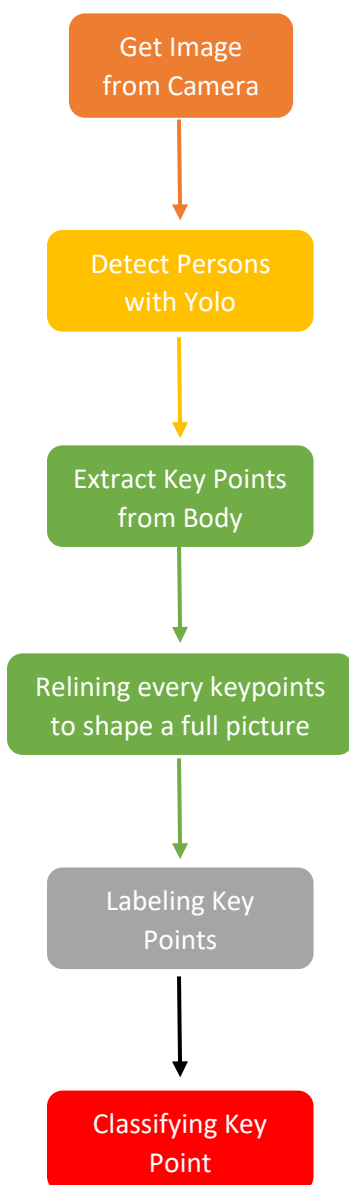 Get Image
from Camera
Detect Persons
with Yolo
Extract Key Points
from Body
Relining every keypoints
to shape a full picture
Labeling Key
Points
Classifying Key
Point